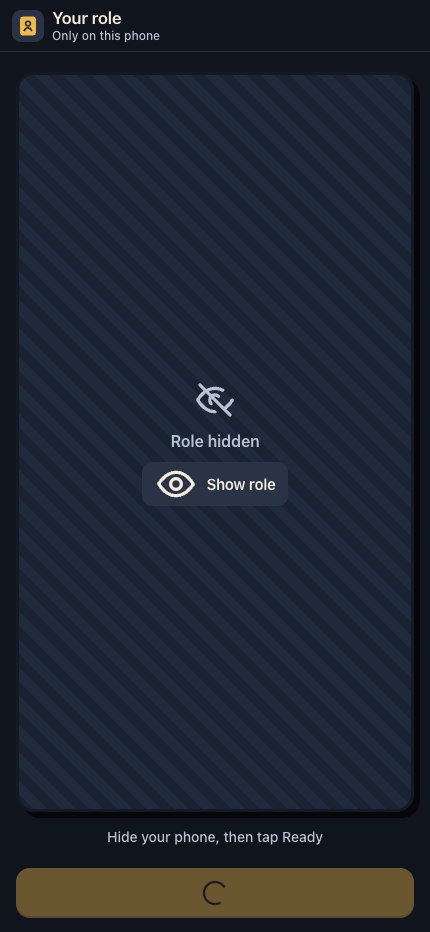 Your role
Only on this phone
Role hidden
Show role
Hide your phone, then tap Ready